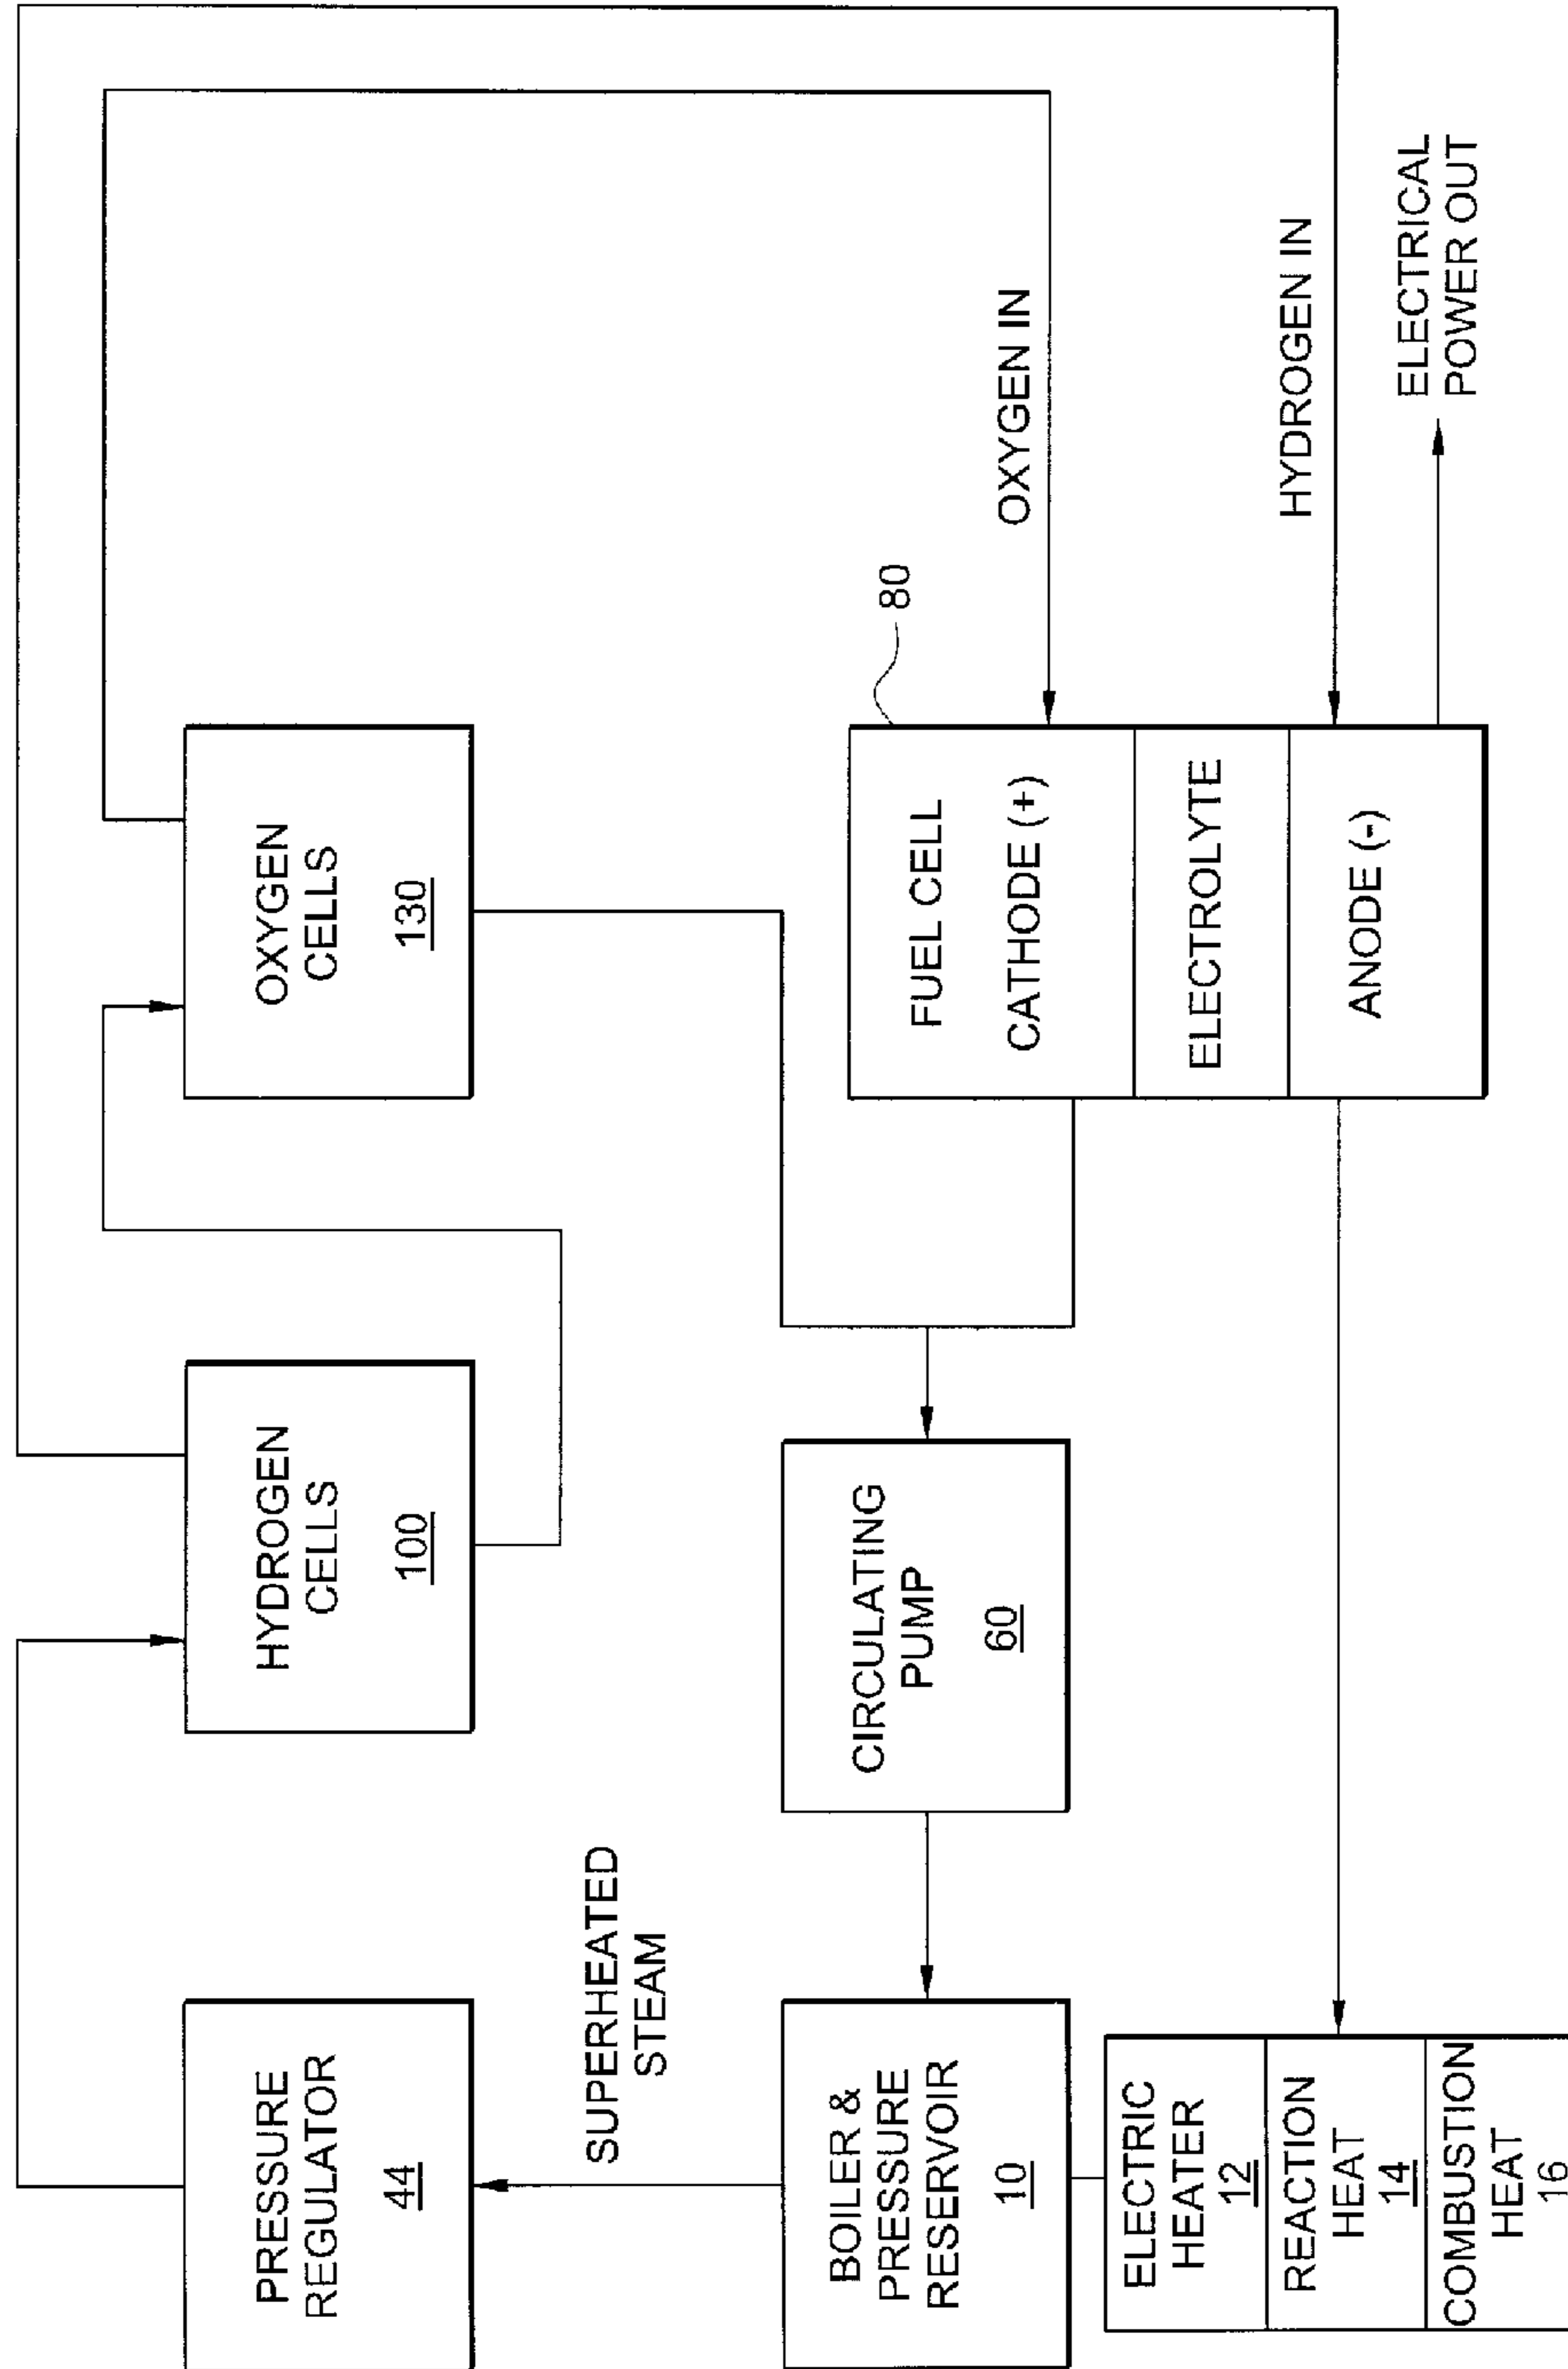 PRESSURE
REGULATOR
44
HYDROGEN
CELLS
100
OXYGEN
CELLS
130
SUPERHEATED
STEAM
BOILER &
PRESSURE
RESERVOIR
10
CIRCULATING
PUMP
60
80
FUEL CELL
CATHODE (+)
ELECTROLYTE
ANODE (-)
OXYGEN IN
HYDROGEN IN
ELECTRICAL
POWER OUT
ELECTRIC
HEATER
12
REACTION
HEAT
14
COMBUSTION
HEAT
16